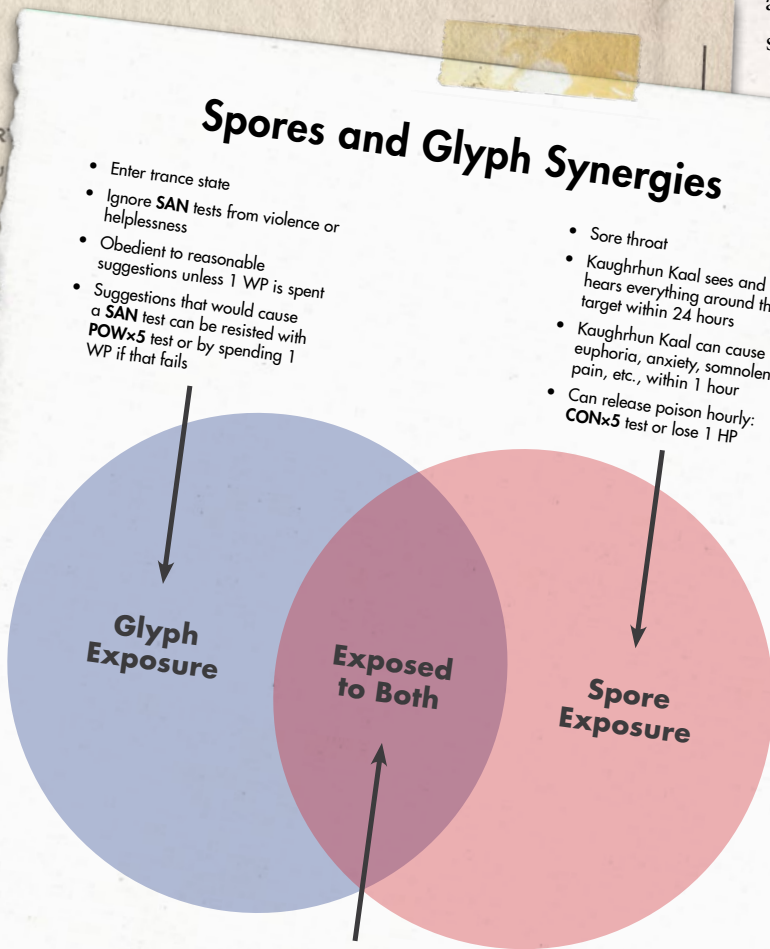 Spores and Glyph Synergies
• Enter trance state
• Ignore SAN tests from violence or
helplessness
• Obedient to reasonable
suggestions unless 1 WP is spent
• Suggestions that would cause
a SAN test can be resisted with
POW×5 test or by spending 1
WP if that fails
• Sore throat
• Kaughrhun Kaal sees and
hears everything around
target within 24 hours
• Kaughrhun Kaal can cause
euphoria, anxiety,
pain, etc., within 1 hour
• Can release poison hourly:
CON×5 test or lose 1 HP
Glyph
Exposure
Exposed
to Both
Spore
Exposure